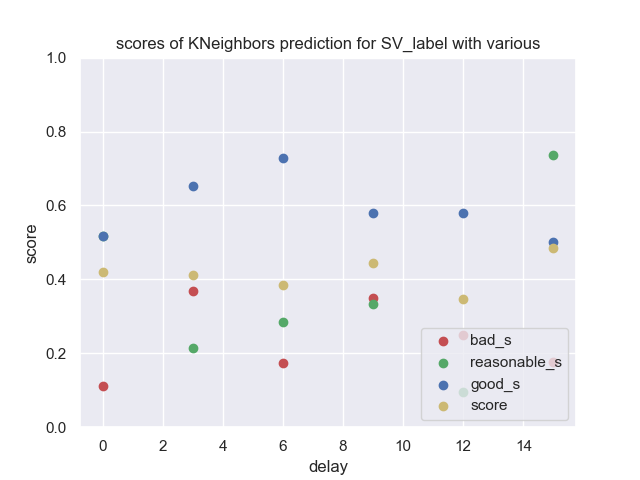 scores of KNeighbors prediction for SV_label with various
1.0
0.8
0.6
0.4
0.2
0.0
score
0 2 4 6 8 10 12 14
delay
bad_s
reasonable_s
good_s
score